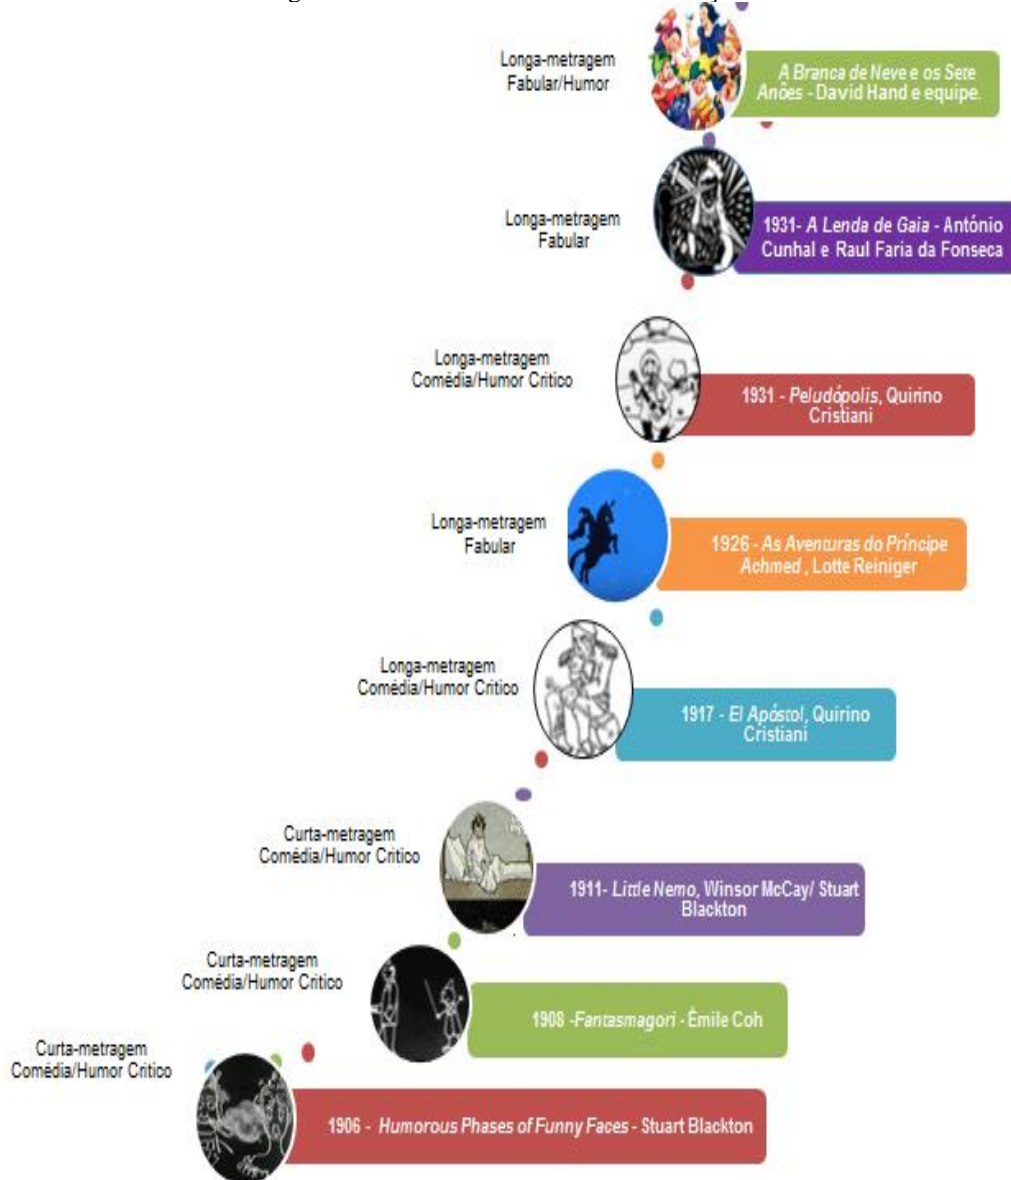 Longa-metragem
Fabular/Humor
A Branca de Neve e os Sete
Anões - David Hand e equipe.
Longa-metragem
Fabular
1931- A Lenda de Gaia - António
Cunhal e Raul Faria da Fonseca
Longa-metragem
Comédia/Humor Critico
1931 - Peludópolis, Quirino
Cristiani
Longa-metragem
Fabular
1926 - As Aventuras do Príncipe
Achmed , Lotte Reiniger
Longa-metragem
Comédia/Humor Critico
1917 - El Apóstol, Quirino
Cristiani
Curta-metragem
Comédia/Humor Critico
1911- Little Nemo, Winsor McCay/ Stuart
Blackton
Curta-metragem
Comédia/Humor Critico
1908 -Fantasmagori - Émile Coh
Curta-metragem
Comédia/Humor Critico
1906 - Humorous Phases of Funny Faces - Stuart Blackton